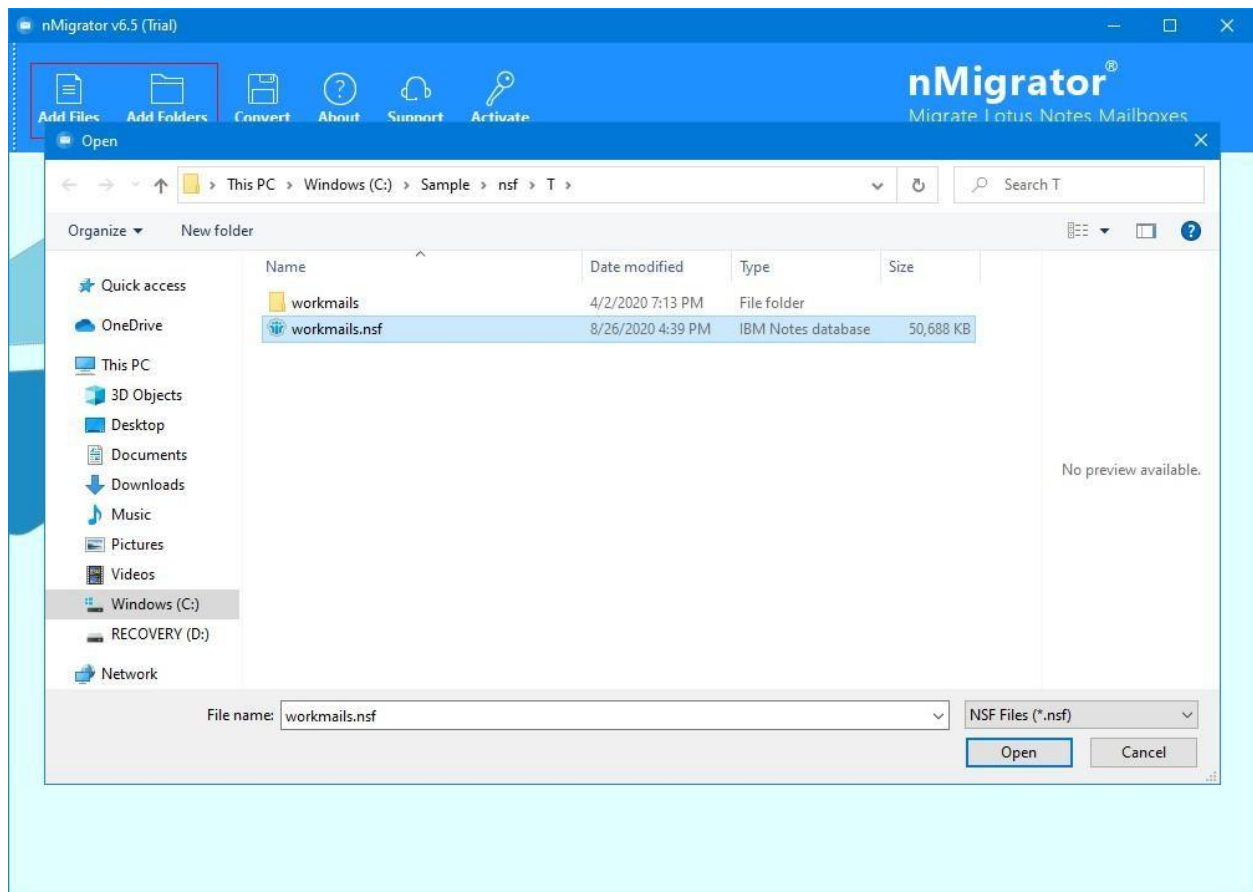 nMigrator v6.5 (Trial)
Add Files Add Folders Convert About Support Activate
nMigrator®
Migrate Lotus Notes Mailboxes
Open
This PC > Windows (C:) > Sample > nsf > T >
Search T
Organize New folder
Name Date modified Type Size
workmails 4/2/2020 7:13 PM File folder
workmails.nsf 8/26/2020 4:39 PM IBM Notes database 50,688 KB
Quick access
OneDrive
This PC
3D Objects
Desktop
Documents
Downloads
Music
Pictures
Videos
Windows (C:)
RECOVERY (D:)
Network
No preview available.
File name: workmails.nsf NSF Files (*.nsf)
Open Cancel